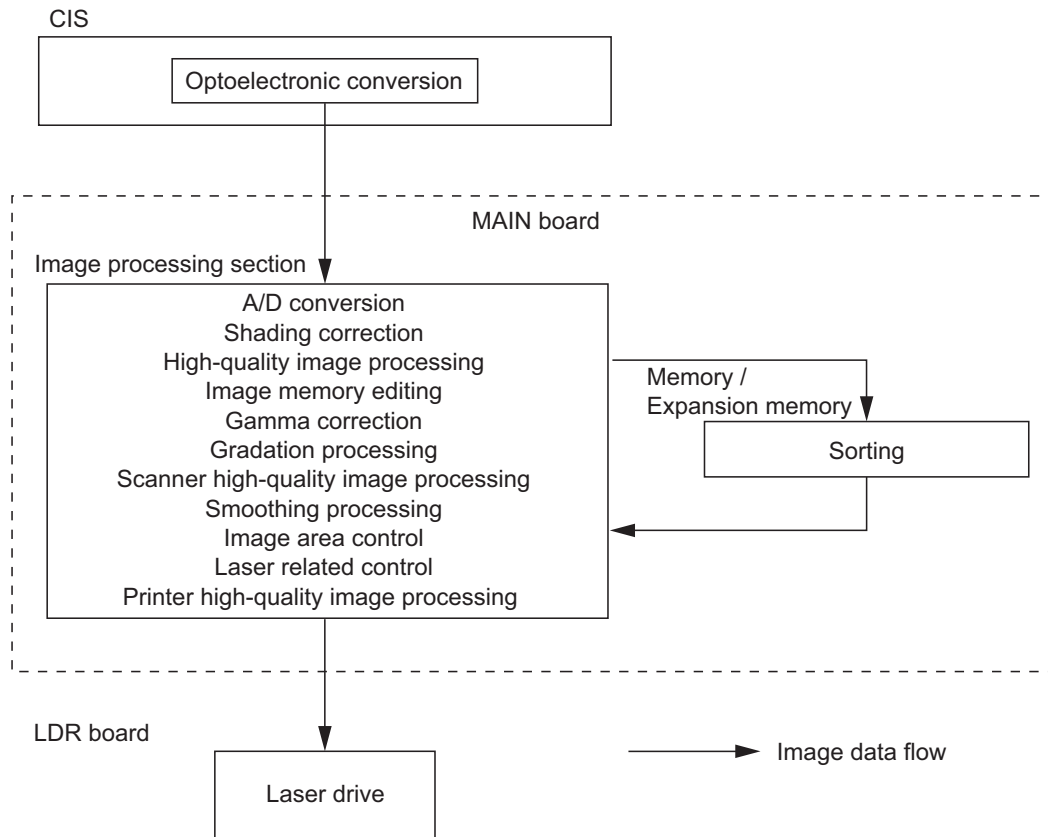 CIS
Optoelectronic conversion
MAIN board
Image processing section
A/D conversion
Shading correction
High-quality image processing
Image memory editing
Gamma correction
Gradation processing
Scanner high-quality image processing
Smoothing processing
Image area control
Laser related control
Printer high-quality image processing
Memory /
Expansion memory
Sorting
LDR board
Laser drive
Image data flow